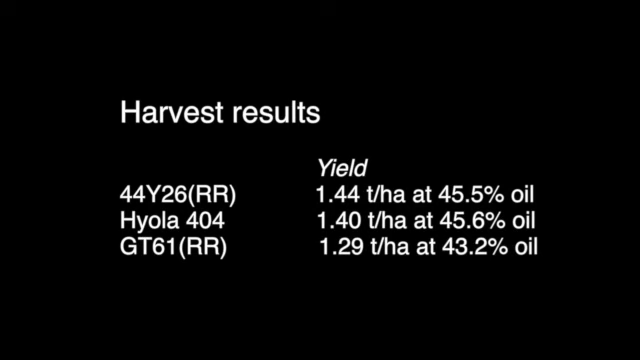 Harvest results
Yield
44Y26(RR) 1.44 t/ha at 45.5% oil
Hyola 404 1.40 t/ha at 45.6% oil
GT61(RR) 1.29 t/ha at 43.2% oil